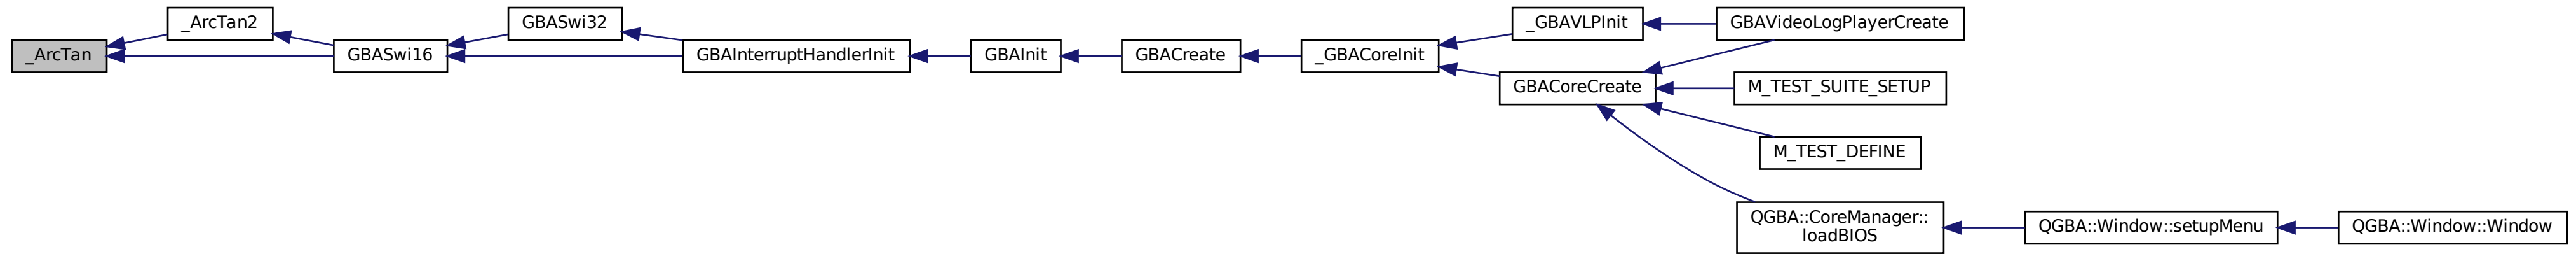 _ArcTan
_ArcTan2
GBASwi16
GBASwi32
GBAInterruptHandlerInit
GBAInit
GBACreate
_GBACoreInit
_GBAVLPInit
GBAVideoLogPlayerCreate
GBACoreCreate
M_TEST_SUITE_SETUP
M_TEST_DEFINE
QGBA::CoreManager::
loadBIOS
QGBA::Window::setupMenu
QGBA::Window::Window